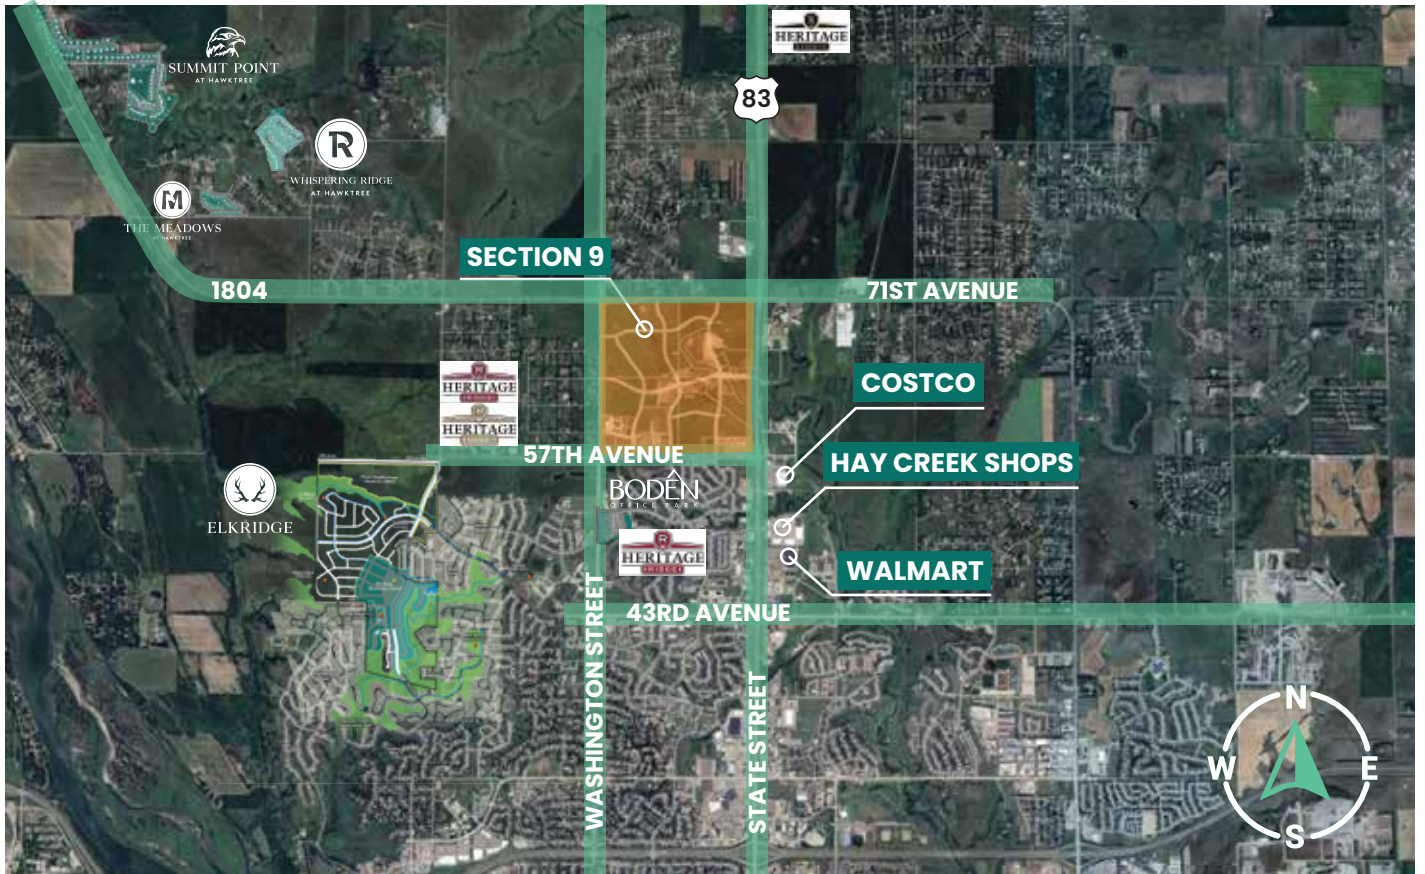 HERITAGE
SUMMIT POINT
AT HAWKTREE
83
R
WHISPERING RIDGE
AT HAWKTREE
M
THE MEADOWS
AT HAWKTREE
SECTION 9
1804
71ST AVENUE
HERITAGE
HERITAGE
COSTCO
57TH AVENUE
HAY CREEK SHOPS
BODĒN
OFFICE PARK
ELKRIDGE
R
HERITAGE
RIDGE
WALMART
43RD AVENUE
WASHINGTON STREET
STATE STREET
N
W
E
S